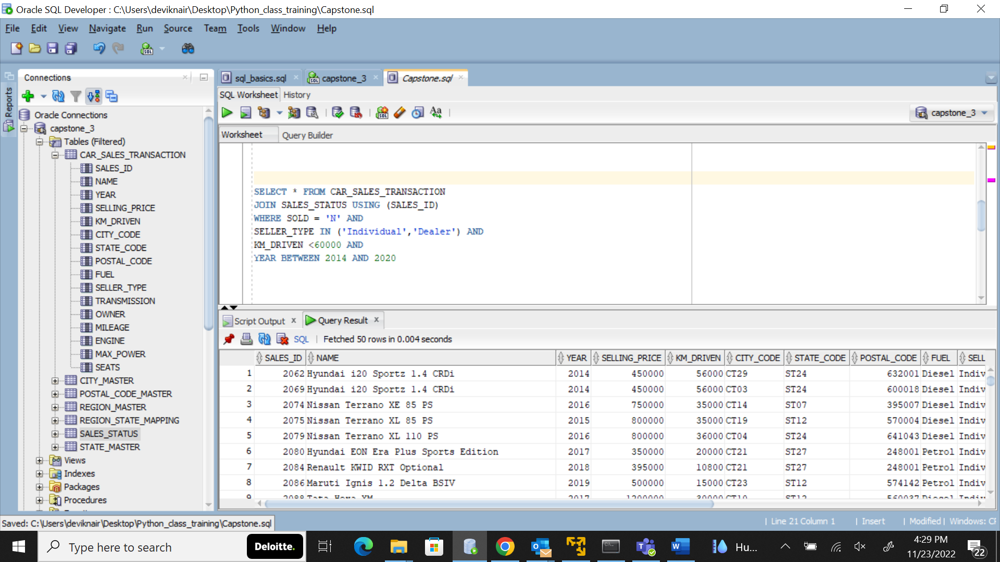 Oracle SQL Developer : C:\Users\deviknair\Desktop\Python_class_training\Capstone.sql
File Edit View Navigate Run Source Team Tools Window Help
Reports
Connections
Oracle Connections
capstone_3
Tables (Filtered)
CAR_SALES_TRANSACTION
SALES_ID
NAME
YEAR
SELLING_PRICE
KM_DRIVEN
CITY_CODE
STATE_CODE
POSTAL_CODE
FUEL
SELLER_TYPE
TRANSMISSION
OWNER
MILEAGE
ENGINE
MAX_POWER
SEATS
CITY_MASTER
POSTAL_CODE_MASTER
REGION_MASTER
REGION_STATE_MAPPING
SALES_STATUS
STATE_MASTER
Views
Indexes
Packages
Procedures
sql_basics.sql capstone_3 Capstone.sql
SQL Worksheet History
capstone_3
Worksheet Query Builder
SELECT * FROM CAR_SALES_TRANSACTION
JOIN SALES_STATUS USING (SALES_ID)
WHERE SOLD = 'N' AND
SELLER_TYPE IN ('Individual','Dealer') AND
KM_DRIVEN <60000 AND
YEAR BETWEEN 2014 AND 2020
Script Output x Query Result x
SQL | Fetched 50 rows in 0.004 seconds
SALES_ID NAME YEAR SELLING_PRICE KM_DRIVEN CITY_CODE STATE_CODE POSTAL_CODE FUEL SELL
1 2062 Hyundai i20 Sportz 1.4 CRDi 2014 450000 56000 CT29 ST24 632001 Diesel Indiv
2 2069 Hyundai i20 Sportz 1.4 CRDi 2014 450000 56000 CT03 ST24 600018 Diesel Indiv
3 2074 Nissan Terrano XE 85 PS 2016 750000 35000 CT14 ST07 395007 Diesel Indiv
4 2075 Nissan Terrano XL 85 PS 2015 800000 35000 CT19 ST12 570004 Diesel Indiv
5 2079 Nissan Terrano XL 110 PS 2016 800000 36000 CT04 ST24 641043 Diesel Indiv
6 2080 Hyundai EON Era Plus Sports Edition 2017 350000 20000 CT21 ST27 248001 Petrol Indiv
7 2084 Renault KWID RXT Optional 2018 395000 10800 CT21 ST27 248001 Petrol Indiv
8 2086 Maruti Ignis 1.2 Delta BSIV 2019 500000 15000 CT23 ST12 574142 Petrol Indiv
9 2088 Tata Hexa XM 2017 1200000 30000 CT10 ST12 560037 Diesel Indiv
Saved: C:\Users\deviknair\Desktop\Python_class_training\Capstone.sql
| Line 21 Column 1 | Insert | Modified | Windows: CF
Type here to search Deloitte. Hu... 4:29 PM
11/23/2022 22